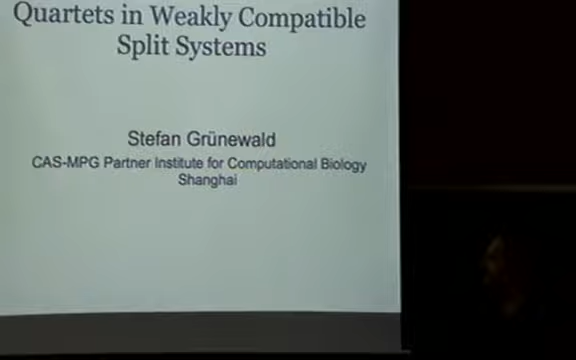 Quartets in Weakly Compatible
Split Systems
Stefan Grünewald
CAS-MPG Partner Institute for Computational Biology
Shanghai